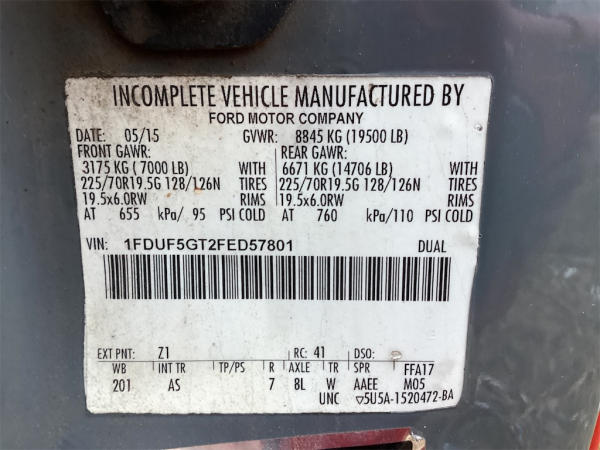 INCOMPLETE VEHICLE MANUFACTURED BY
FORD MOTOR COMPANY
DATE: 05/15 GVWR: 8845 KG (19500 LB)
FRONT GAWR: REAR GAWR:
3175 KG ( 7000 LB) WITH 6671 KG (14706 LB) WITH
225/70R19.5G 128/126N TIRES 225/70R19.5G 128/126N TIRES
19.5x6.0RW RIMS 19.5x6.0RW RIMS
AT 655 kPa/ 95 PSI COLD AT 760 kPa/110 PSI COLD
VIN: 1FDUF5GT2FED57801 DUAL
EXT PNT: Z1 RC: 41 DSO:
WB INT TR TP/PS R AXLE TR SPR FFA17
201 AS 7 8L W AAEE M05
UNC ▽5U5A-1520472-BA